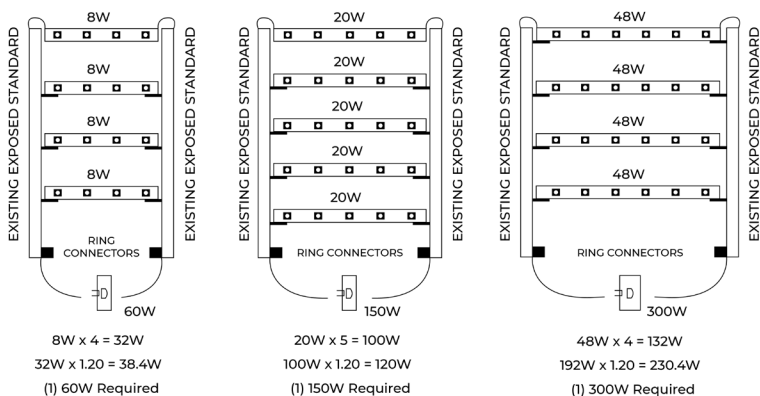 EXISTING EXPOSED STANDARD
8W
8W
8W
8W
EXISTING EXPOSED STANDARD
RING
CONNECTORS
60W
8W x 4 = 32W
32W x 1.20 = 38.4W
(1) 60W Required
EXISTING EXPOSED STANDARD
20W
20W
20W
20W
20W
EXISTING EXPOSED STANDARD
RING CONNECTORS
150W
20W x 5 = 100W
100W x 1.20 = 120W
(1) 150W Required
EXISTING EXPOSED STANDARD
48W
48W
48W
48W
EXISTING EXPOSED STANDARD
RING CONNECTORS
300W
48W x 4 = 132W
192W x 1.20 = 230.4W
(1) 300W Required